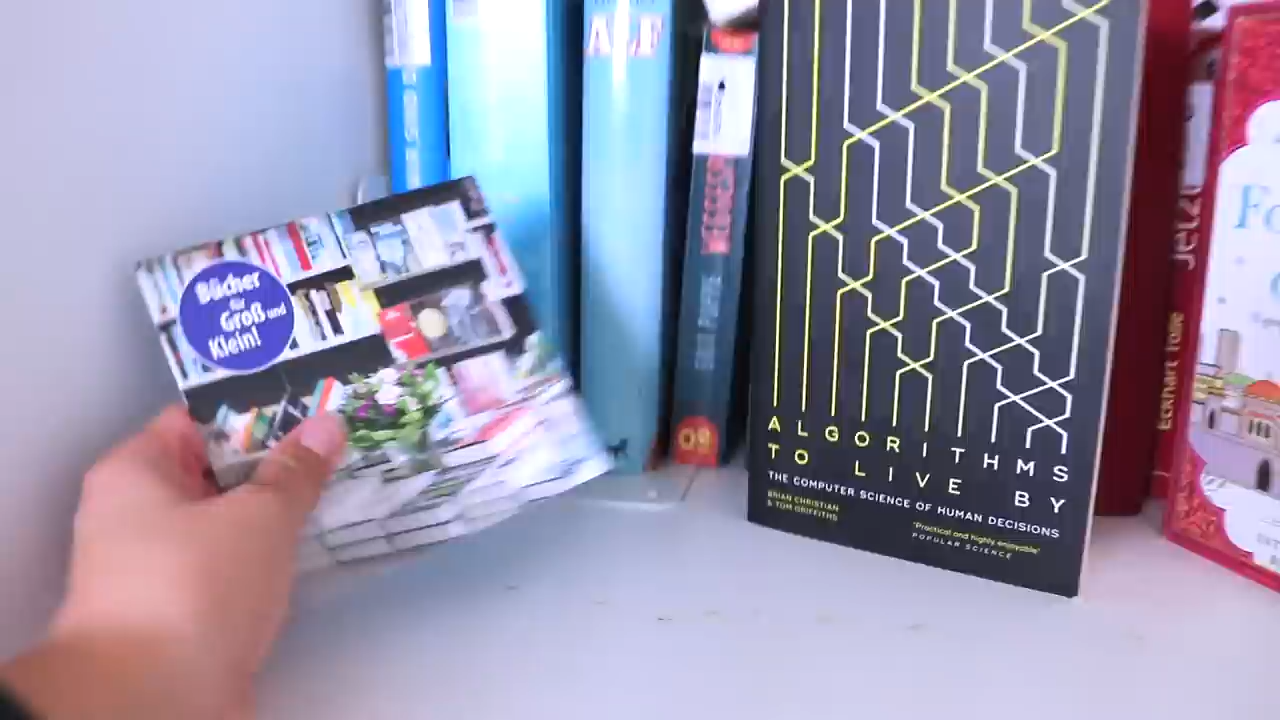 Bücher
für
Groß und
Klein!
ALF
ALGORITHMS
TO LIVE BY
THE COMPUTER SCIENCE OF HUMAN DECISIONS
BRIAN CHRISTIAN
& TOM GRIFFITHS
"Practical and highly enjoyable"
POPULAR SCIENCE
Jetzt
Eckhart Tolle